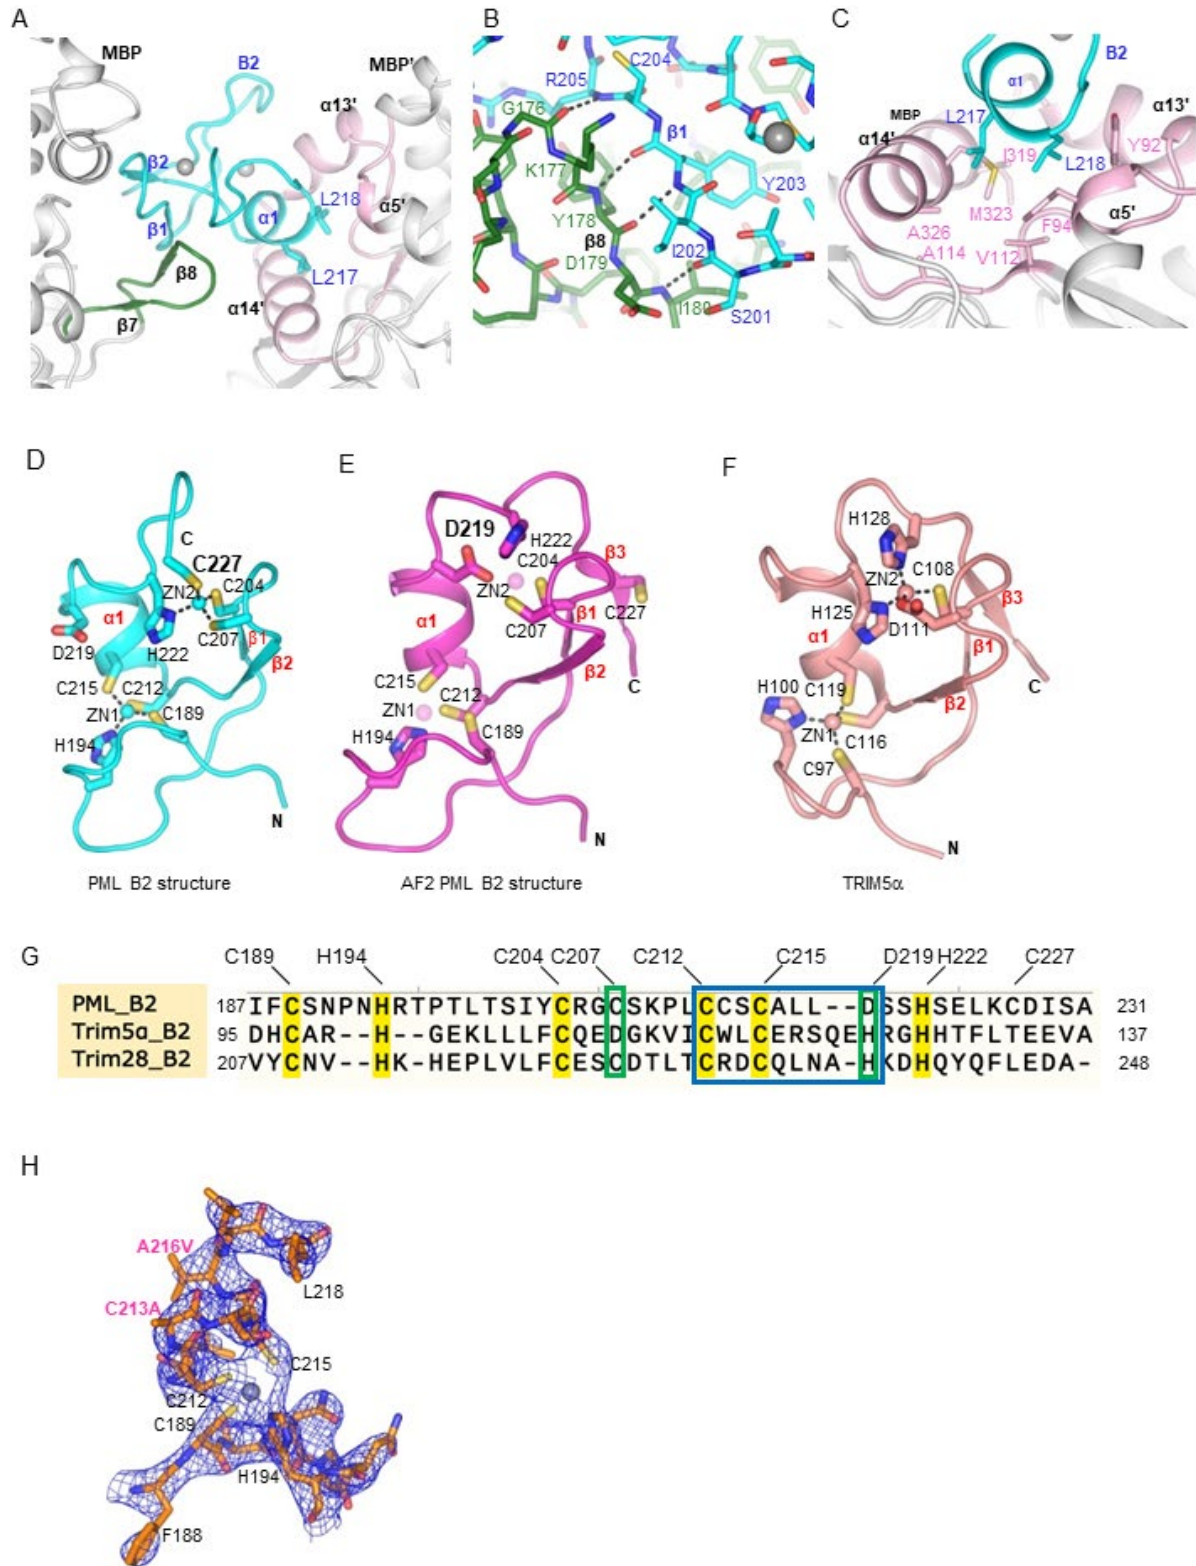 A
MBP
B2
MBP'
α13'
β2
L218
α1
α5'
β1
β8
L217
α14'
β7
B
C204
R205
G176
β1
K177
Y203
Y178
β8
I202
D179
I180
S201
C
B2
α1
α13'
MBP
L217
α14'
Y92
I319
L218
M323
α5'
F94
A326
A114
V112
D
C
C227
ZN2
C204
α1
C207
β1
D219
H222
β2
C215
C212
ZN1
C189
H194
N
PML B2 structure
E
D219
H222
C204
β3
ZN2
β1
C227
α1
C207
β2
C215
C
C212
ZN1
C189
H194
N
AF2 PML B2 structure
F
H128
ZN2
C108
β3
H125
D111
α1
β1
C119
C
H100
β2
ZN1
C116
C97
N
TRIM5α
G
C189 H194 C204 C207 C212 C215 D219 H222 C227
PML_B2 187 IFCSNPNHRTPTLTSIYCRGCSKPLCCSCALL--DSSHSELKCDISA 231
Trim5α_B2 95 DHCAR--H--GEKLLLFCQEDGKVICWLCERSQEHRGHHTFLTEEVA 137
Trim28_B2 207 VYCNV--HK-HEPLVLFCESCDTLTCRDCQLNA-HKDHQYQFLEDA- 248
H
A216V
L218
C213A
C215
C212
C189
H194
F188